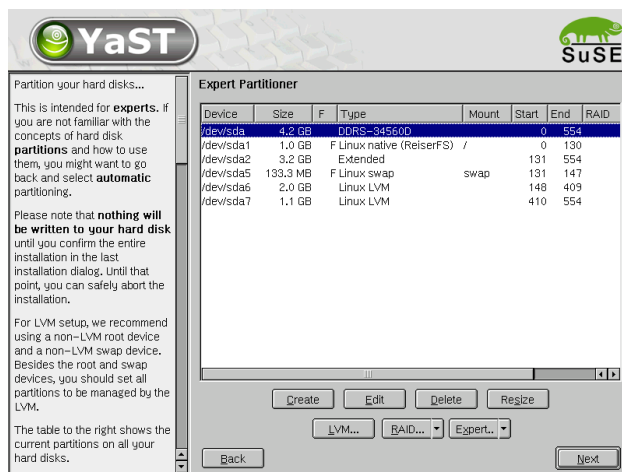 YaST
SuSE
Partition your hard disks...
This is intended for experts. If
you are not familiar with the
concepts of hard disk
partitions and how to use
them, you might want to go
back and select automatic
partitioning.
Please note that nothing will
be written to your hard disk
until you confirm the entire
installation in the last
installation dialog. Until that
point, you can safely abort the
installation.
For LVM setup, we recommend
using a non-LVM root device
and a non-LVM swap device.
Besides the root and swap
devices, you should set all
partitions to be managed by the
LVM.
The table to the right shows the
current partitions on all your
hard disks.
Expert Partitioner
Device Size F Type Mount Start End RAID
/dev/sda 4.2 GB DDRS-34560D 0 554
/dev/sda1 1.0 GB F Linux native (ReiserFS) / 0 130
/dev/sda2 3.2 GB Extended 131 554
/dev/sda5 133.3 MB F Linux swap swap 131 147
/dev/sda6 2.0 GB Linux LVM 148 409
/dev/sda7 1.1 GB Linux LVM 410 554
Create Edit Delete Resize
LVM... RAID... Expert..
Back Next